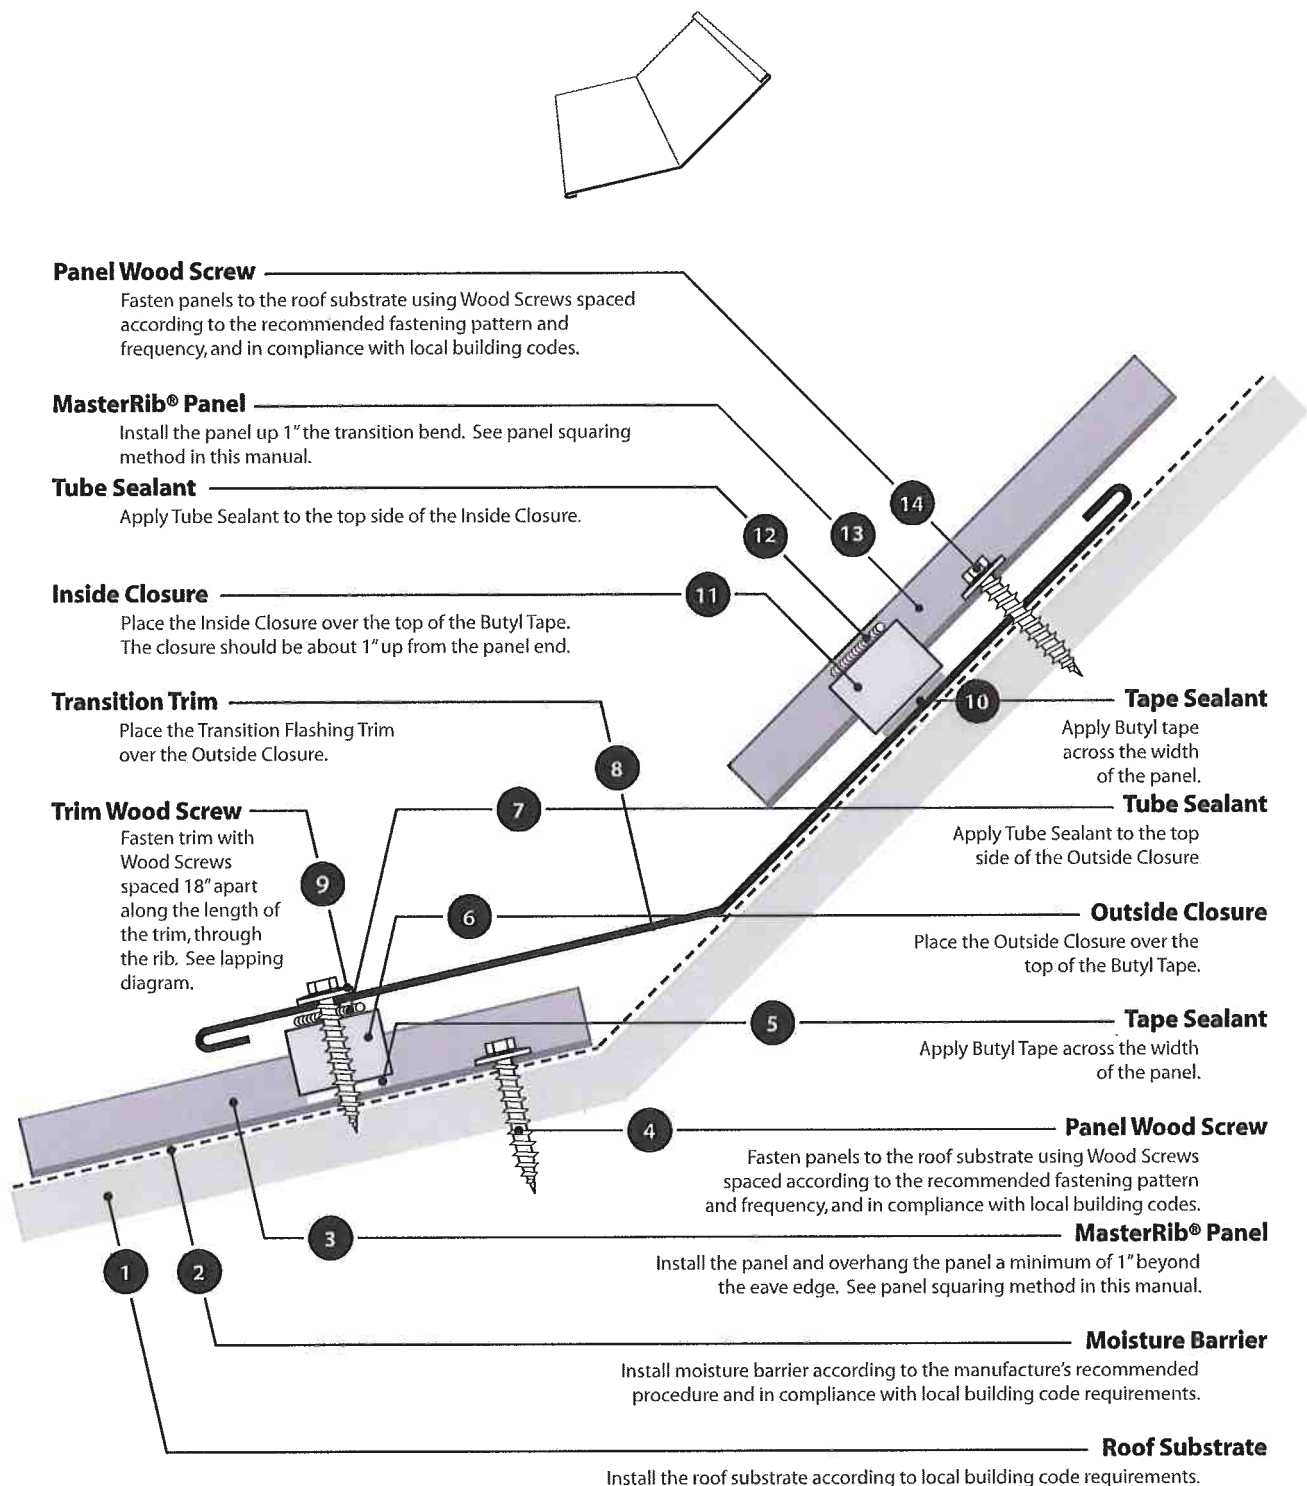 Panel Wood Screw
Fasten panels to the roof substrate using Wood Screws spaced
according to the recommended fastening pattern and
frequency, and in compliance with local building codes.
MasterRib® Panel
Install the panel up 1" the transition bend. See panel squaring
method in this manual.
Tube Sealant
Apply Tube Sealant to the top side of the Inside Closure.
14
12
13
Inside Closure
11
Place the Inside Closure over the top of the Butyl Tape.
The closure should be about 1" up from the panel end.
Transition Trim
Place the Transition Flashing Trim
over the Outside Closure.
10
Tape Sealant
Apply Butyl tape
across the width
of the panel.
8
Trim Wood Screw
Fasten trim with
Wood Screws
spaced 18" apart
along the length of
the trim, through
the rib. See lapping
diagram.
9
7
Tube Sealant
Apply Tube Sealant to the top
side of the Outside Closure
6
Outside Closure
Place the Outside Closure over the
top of the Butyl Tape.
5
Tape Sealant
Apply Butyl Tape across the width
of the panel.
4
Panel Wood Screw
Fasten panels to the roof substrate using Wood Screws
spaced according to the recommended fastening pattern
and frequency, and in compliance with local building codes.
3
MasterRib® Panel
Install the panel and overhang the panel a minimum of 1" beyond
the eave edge. See panel squaring method in this manual.
1
2
Moisture Barrier
Install moisture barrier according to the manufacture's recommended
procedure and in compliance with local building code requirements.
Roof Substrate
Install the roof substrate according to local building code requirements.